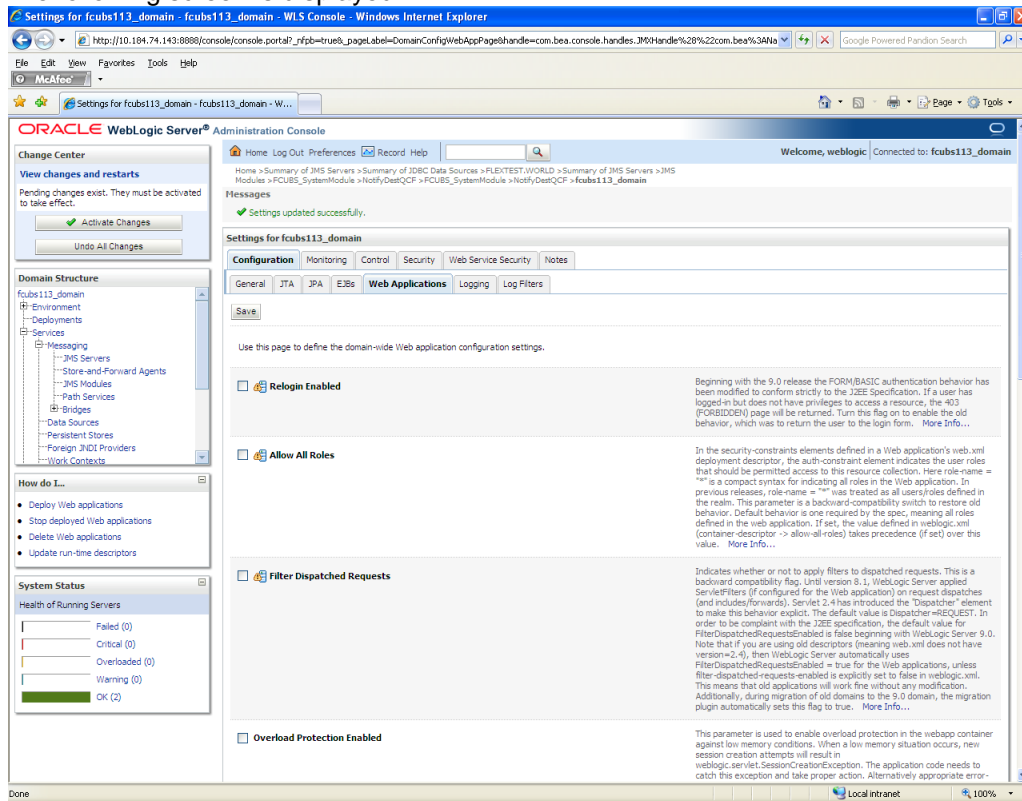 Settings for fcubs113_domain - fcubs113_domain - WLS Console - Windows Internet Explorer
http://10.184.74.143:8888/console/console.portal?_nfpb=true&_pageLabel=DomainConfigWebAppPage&handle=com.bea.console.handles.JMXHandle%28%22com.bea%3ANa
Google Powered Pandion Search
File Edit View Favorites Tools Help
McAfee
Settings for fcubs113_domain - fcubs113_domain - W...
Page Tools
ORACLE WebLogic Server® Administration Console
Change Center
View changes and restarts
Pending changes exist. They must be activated
to take effect.
Activate Changes
Undo All Changes
Domain Structure
fcubs113_domain
Environment
Deployments
Services
Messaging
JMS Servers
Store-and-Forward Agents
JMS Modules
Path Services
Bridges
Data Sources
Persistent Stores
Foreign JNDI Providers
Work Contexts
How do I...
Deploy Web applications
Stop deployed Web applications
Delete Web applications
Update run-time descriptors
System Status
Health of Running Servers
Failed (0)
Critical (0)
Overloaded (0)
Warning (0)
OK (2)
Home Log Out Preferences Record Help
Welcome, weblogic Connected to: fcubs113_domain
Home >Summary of JMS Servers >Summary of JDBC Data Sources >FLEXTEST.WORLD >Summary of JMS Servers >JMS
Modules >FCUBS_SystemModule >NotifyDestQCF >FCUBS_SystemModule >NotifyDestQCF >fcubs113_domain
Messages
Settings updated successfully.
Settings for fcubs113_domain
Configuration Monitoring Control Security Web Service Security Notes
General JTA JPA EJBs Web Applications Logging Log Filters
Save
Use this page to define the domain-wide Web application configuration settings.
Relogin Enabled
Beginning with the 9.0 release the FORM/BASIC authentication behavior has
been modified to conform strictly to the J2EE Specification. If a user has
logged-in but does not have privileges to access a resource, the 403
(FORBIDDEN) page will be returned. Turn this flag on to enable the old
behavior, which was to return the user to the login form. More Info...
Allow All Roles
In the security-constraints elements defined in a Web application's web.xml
deployment descriptor, the auth-constraint element indicates the user roles
that should be permitted access to this resource collection. Here role-name =
"*" is a compact syntax for indicating all roles in the Web application. In
previous releases, role-name = "*" was treated as all users/roles defined in
the realm. This parameter is a backward-compatibility switch to restore old
behavior. Default behavior is one required by the spec, meaning all roles
defined in the web application. If set, the value defined in weblogic.xml
(container-descriptor -> allow-all-roles) takes precedence (if set) over this
value. More Info...
Filter Dispatched Requests
Indicates whether or not to apply filters to dispatched requests. This is a
backward compatibility flag. Until version 8.1, WebLogic Server applied
ServletFilters (if configured for the Web application) on request dispatches
(and includes/forwards). Servlet 2.4 has introduced the "Dispatcher" element
to make this behavior explicit. The default value is Dispatcher=REQUEST. In
order to be complaint with the J2EE specification, the default value for
FilterDispatchedRequestsEnabled is false beginning with WebLogic Server 9.0.
Note that if you are using old descriptors (meaning web.xml does not have
version=2.4), then WebLogic Server automatically uses
FilterDispatchedRequestsEnabled = true for the Web applications, unless
filter-dispatched-requests-enabled is explicitly set to false in weblogic.xml.
This means that old applications will work fine without any modification.
Additionally, during migration of old domains to the 9.0 domain, the migration
plugin automatically sets this flag to true. More Info...
Overload Protection Enabled
This parameter is used to enable overload protection in the webapp container
against low memory conditions. When a low memory situation occurs, new
session creation attempts will result in
weblogic.servlet.SessionCreationException. The application code needs to
catch this exception and take proper action. Alternatively appropriate error-
Done
Local intranet
100%